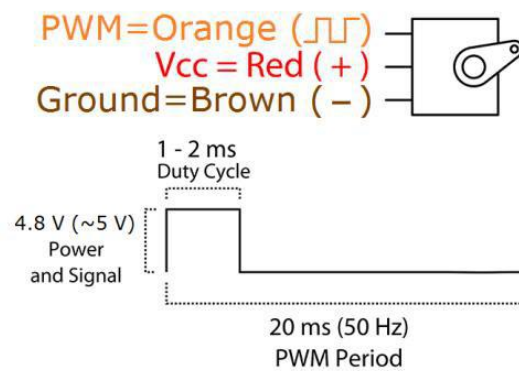 PWM=Orange (⎍⎍)
Vcc = Red ( + )
Ground=Brown ( − )
1 - 2 ms
Duty Cycle
4.8 V (~5 V)
Power
and Signal
20 ms (50 Hz)
PWM Period